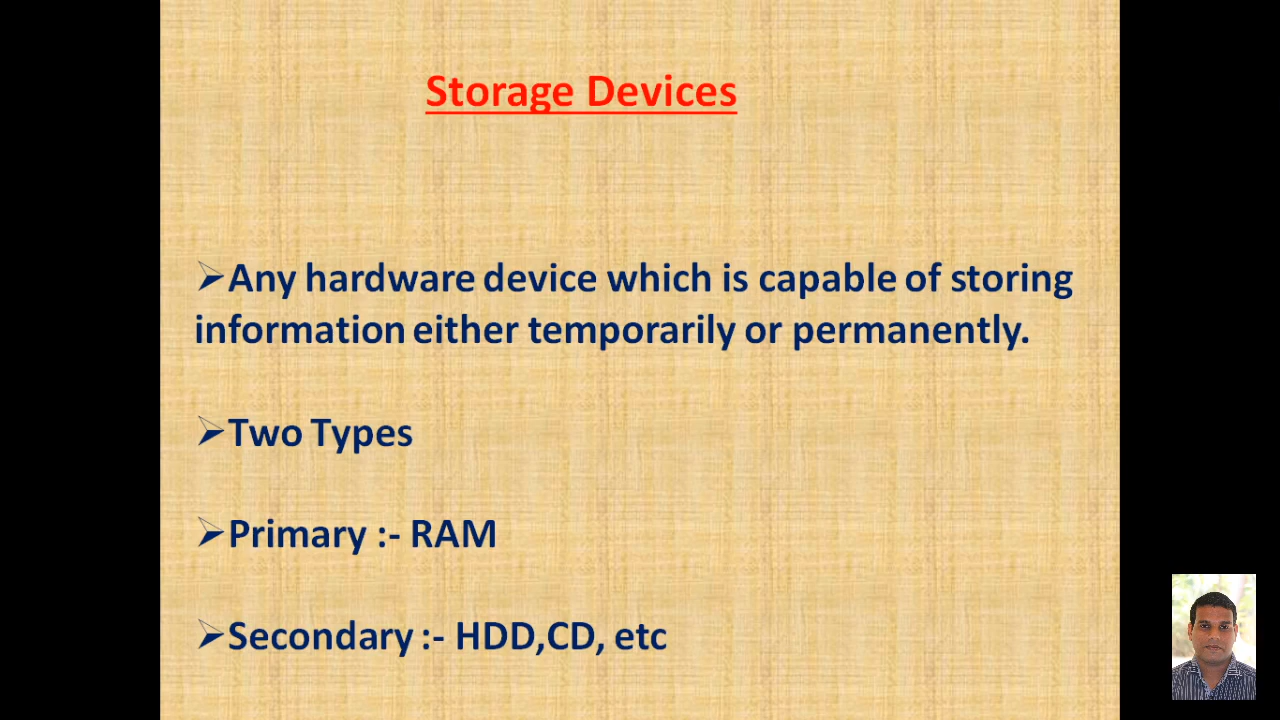 Storage Devices
➢Any hardware device which is capable of storing
information either temporarily or permanently.
➢Two Types
➢Primary :- RAM
➢Secondary :- HDD,CD, etc